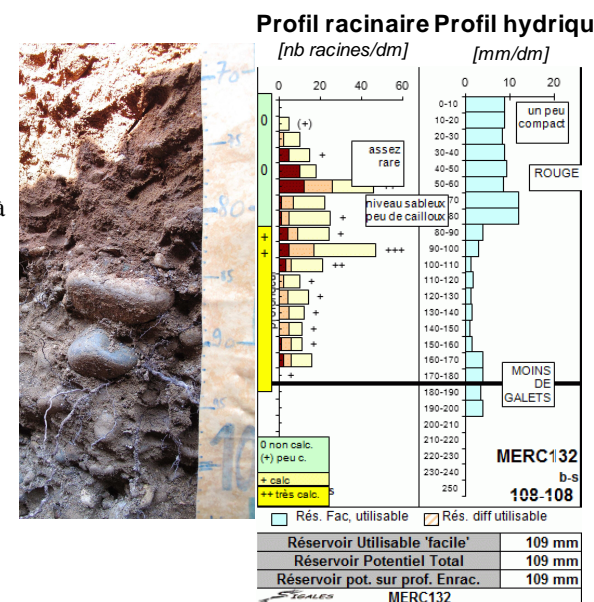 Profil racinaire Profil hydriqu
[nb racines/dm] [mm/dm]
0 20 40 60
0 10 20
à
-70-
-80-
0
0
+
+
(+)
+
+
+
+++
++
+
+
+
+
+
+
assez
rare
niveau sableux
peu de cailloux
un peu
compact
ROUGE
MOINS
DE
GALETS
0-10
10-20
20-30
30-40
40-50
50-60
70
80
80-90
90-100
100-110
110-120
120-130
130-140
140-150
150-160
160-170
170-180
180-190
190-200
200-210
210-220
220-230
230-240
250
0 non calc.
(+) peu c.
+ calc
++ très calc.
MERC132
b-s
108-108
Rés. Fac, utilisable Rés. diff utilisable
Réservoir Utilisable 'facile' 109 mm
Réservoir Potentiel Total 109 mm
Réservoir pot. sur prof. Enrac. 109 mm
SIGALES MERC132